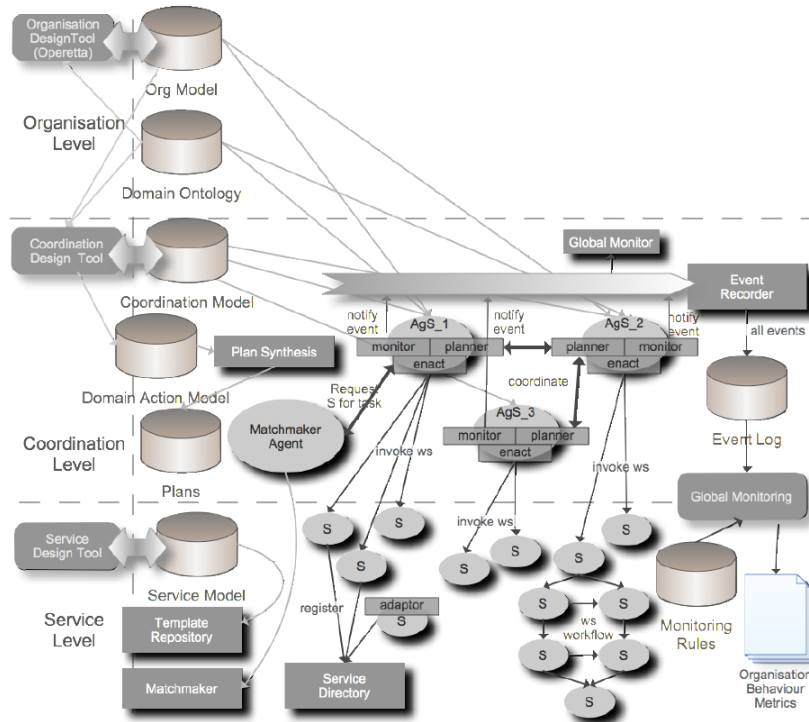 Organisation
DesignTool
(Operetta)
Org Model
Organisation
Level
Domain Ontology
Coordination
Design Tool
Global Monitor
Event
Recorder
Coordination Model
notify
event
AgS_1
notify
event
AgS_2
notify
event
all events
monitor
planner
enact
planner
monitor
enact
Plan Synthesis
Domain Action Model
Request
S for task
coordinate
AgS_3
monitor
planner
enact
Matchmaker
Agent
Event Log
Coordination
Level
Plans
invoke ws
invoke ws
invoke ws
Global Monitoring
Service
Design Tool
S
S
S
S
S
S
S
Service Model
Service
Level
register
adaptor
S
Template
Repository
S
S
ws
workflow
S
S
S
Monitoring
Rules
Matchmaker
Service
Directory
Organisation
Behaviour
Metrics